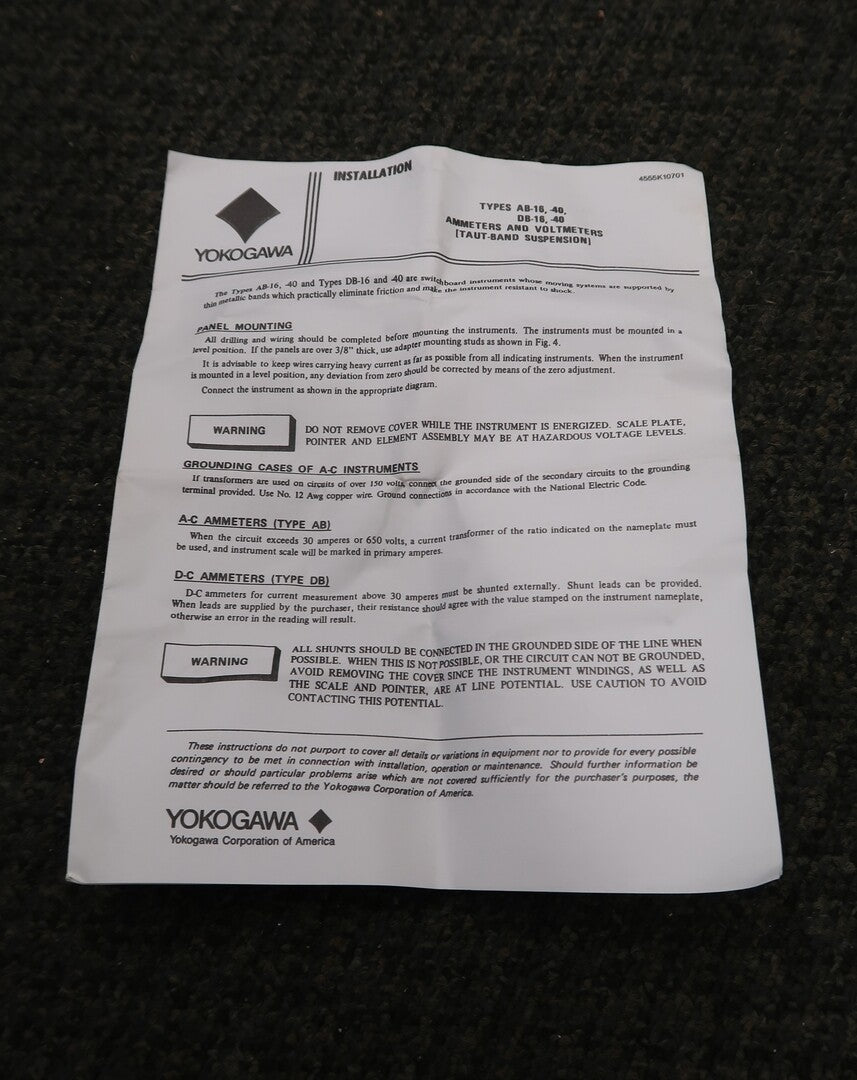 INSTALLATION
4555K10701
YOKOGAWA
TYPES AB-16, -40,
DB-16, -40
AMMETERS AND VOLTMETERS
(TAUT-BAND SUSPENSION)
The Types AB-16, -40 and Types DB-16 and -40 are switchboard instruments whose moving systems are supported by
thin metallic bands which practically eliminate friction and make the instrument resistant to shock.
PANEL MOUNTING
All drilling and wiring should be completed before mounting the instruments. The instruments must be mounted in a
level position. If the panels are over 3/8" thick, use adapter mounting studs as shown in Fig. 4.
It is advisable to keep wires carrying heavy current as far as possible from all indicating instruments. When the instrument
is mounted in a level position, any deviation from zero should be corrected by means of the zero adjustment.
Connect the instrument as shown in the appropriate diagram.
WARNING
DO NOT REMOVE COVER WHILE THE INSTRUMENT IS ENERGIZED. SCALE PLATE,
POINTER AND ELEMENT ASSEMBLY MAY BE AT HAZARDOUS VOLTAGE LEVELS.
GROUNDING CASES OF A-C INSTRUMENTS
If transformers are used on circuits of over 150 volts, connect the grounded side of the secondary circuits to the grounding
terminal provided. Use No. 12 Awg copper wire. Ground connections in accordance with the National Electric Code.
A-C AMMETERS (TYPE AB)
When the circuit exceeds 30 amperes or 650 volts, a current transformer of the ratio indicated on the nameplate must
be used, and instrument scale will be marked in primary amperes.
D-C AMMETERS (TYPE DB)
D-C ammeters for current measurement above 30 amperes must be shunted externally. Shunt leads can be provided.
When leads are supplied by the purchaser, their resistance should agree with the value stamped on the instrument nameplate,
otherwise an error in the reading will result.
WARNING
ALL SHUNTS SHOULD BE CONNECTED IN THE GROUNDED SIDE OF THE LINE WHEN
POSSIBLE. WHEN THIS IS NOT POSSIBLE, OR THE CIRCUIT CAN NOT BE GROUNDED,
AVOID REMOVING THE COVER SINCE THE INSTRUMENT WINDINGS, AS WELL AS
THE SCALE AND POINTER, ARE AT LINE POTENTIAL. USE CAUTION TO AVOID
CONTACTING THIS POTENTIAL.
These instructions do not purport to cover all details or variations in equipment nor to provide for every possible
contingency to be met in connection with installation, operation or maintenance. Should further information be
desired or should particular problems arise which are not covered sufficiently for the purchaser's purposes, the
matter should be referred to the Yokogawa Corporation of America.
YOKOGAWA
Yokogawa Corporation of America